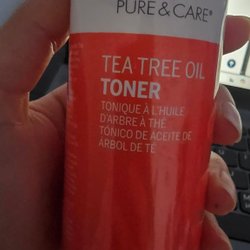 PURE & CARE®
TEA TREE OIL
TONER
TONIQUE À L'HUILE
D'ARBRE À THÉ
TÓNICO DE ACEITE DE
ÁRBOL DE TÉ